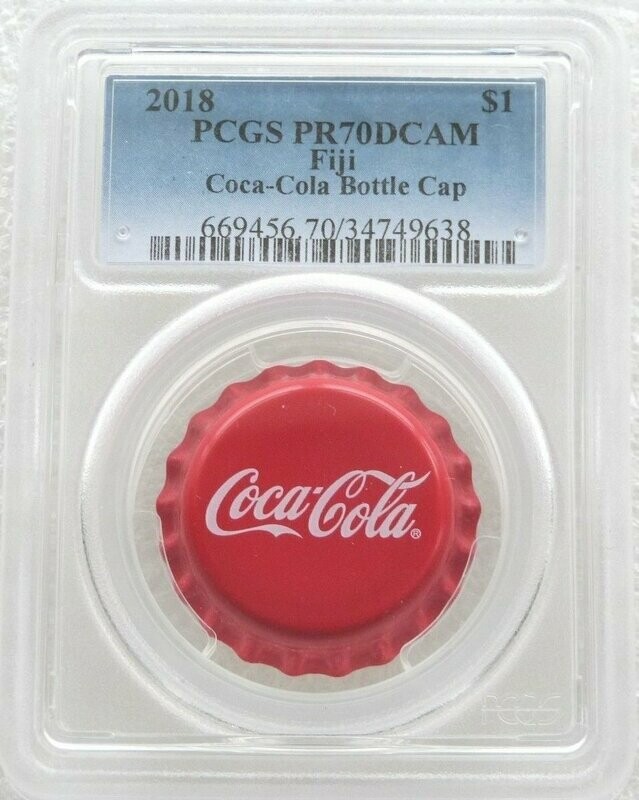 2018 $1
PCGS PR70DCAM
Fiji
Coca-Cola Bottle Cap
669456.70/34749638
Coca-Cola®
PCGS